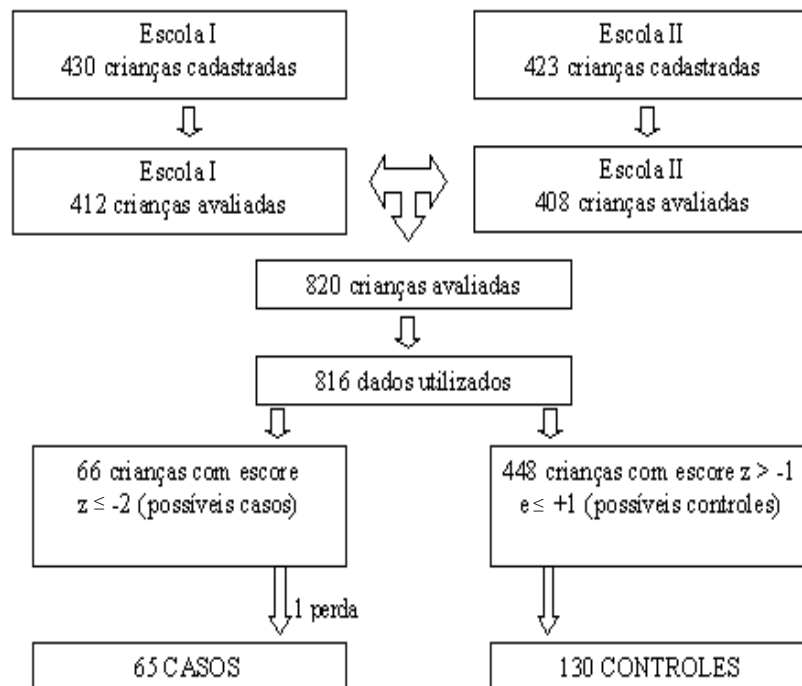 Escola I
430 crianças cadastradas
Escola II
423 crianças cadastradas
Escola I
412 crianças avaliadas
Escola II
408 crianças avaliadas
820 crianças avaliadas
816 dados utilizados
66 crianças com escore
z ≤ -2 (possíveis casos)
448 crianças com escore z > -1
e ≤ +1 (possíveis controles)
1 perda
65 CASOS
130 CONTROLES